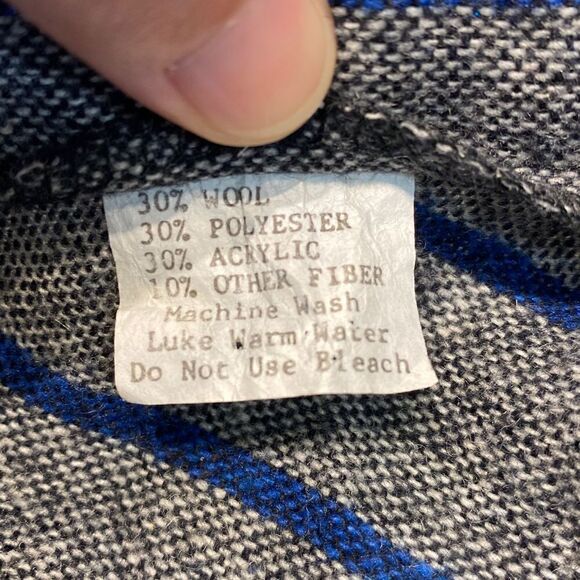 30% WOOL
30% POLYESTER
30% ACRYLIC
10% OTHER FIBER
Machine Wash
Luke Warm Water
Do Not Use Bleach